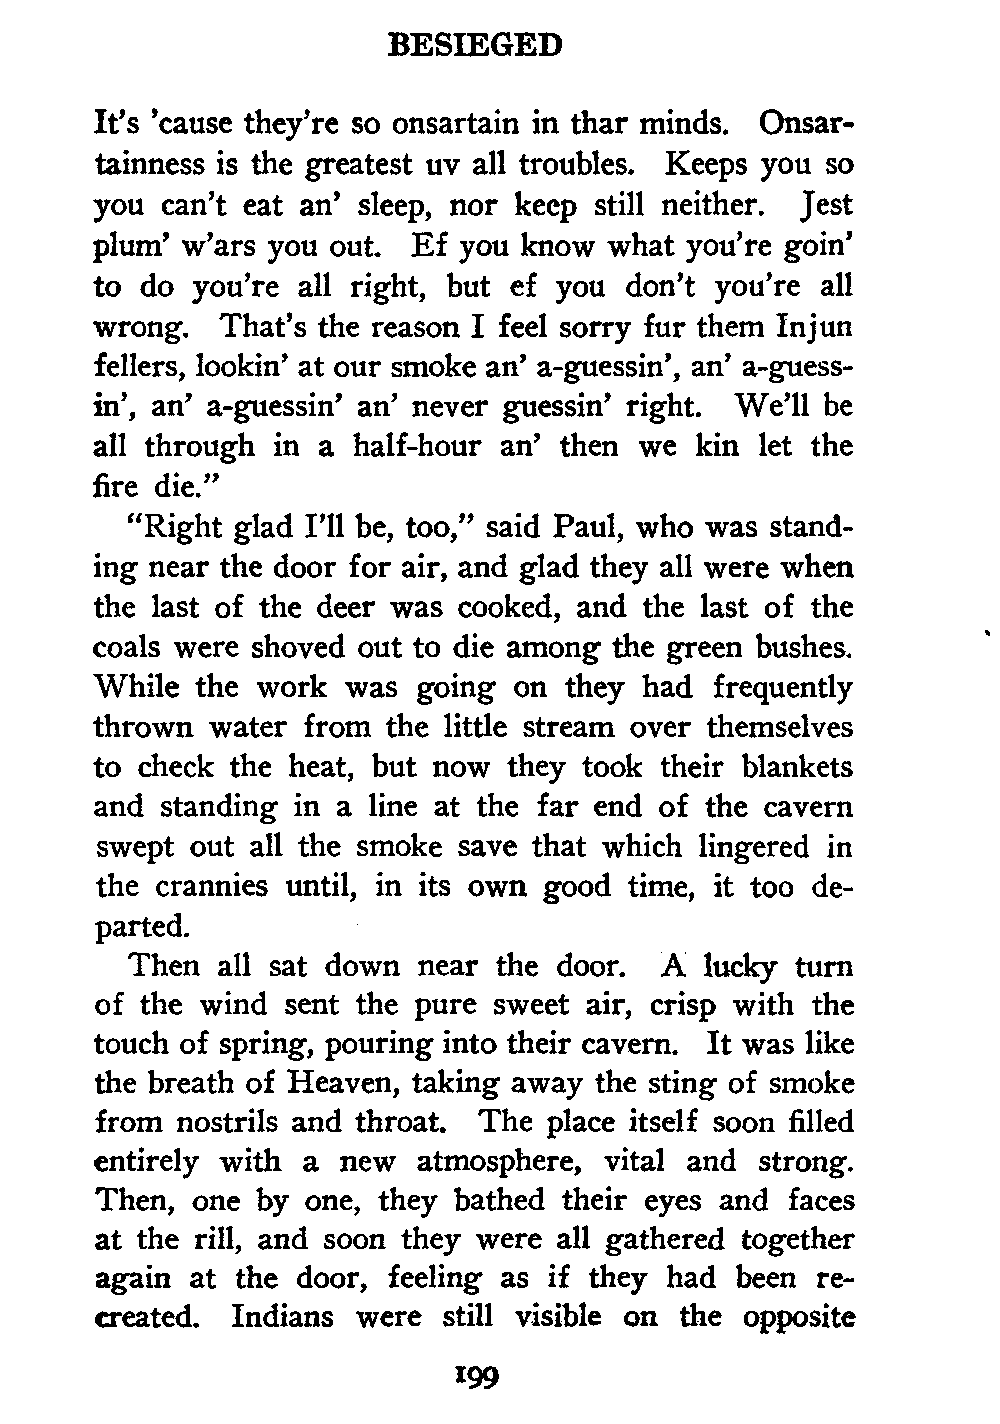 BESIEGED
It's 'cause they're so onsartain in thar minds. Onsar-
tainness is the greatest uv all troubles. Keeps you so
you can't eat an' sleep, nor keep still neither. Jest
plum' w'ars you out. Ef you know what you're goin'
to do you're all right, but ef you don't you're all
wrong. That's the reason I feel sorry fur them Injun
fellers, lookin' at our smoke an' a-guessin', an' a-guess-
in', an' a-guessin' an' never guessin' right. We'll be
all through in a half-hour an' then we kin let the
fire die."
"Right glad I'll be, too," said Paul, who was stand-
ing near the door for air, and glad they all were when
the last of the deer was cooked, and the last of the
coals were shoved out to die among the green bushes.
While the work was going on they had frequently
thrown water from the little stream over themselves
to check the heat, but now they took their blankets
and standing in a line at the far end of the cavern
swept out all the smoke save that which lingered in
the crannies until, in its own good time, it too de-
parted.
Then all sat down near the door. A lucky turn
of the wind sent the pure sweet air, crisp with the
touch of spring, pouring into their cavern. It was like
the breath of Heaven, taking away the sting of smoke
from nostrils and throat. The place itself soon filled
entirely with a new atmosphere, vital and strong.
Then, one by one, they bathed their eyes and faces
at the rill, and soon they were all gathered together
again at the door, feeling as if they had been re-
created. Indians were still visible on the opposite
199